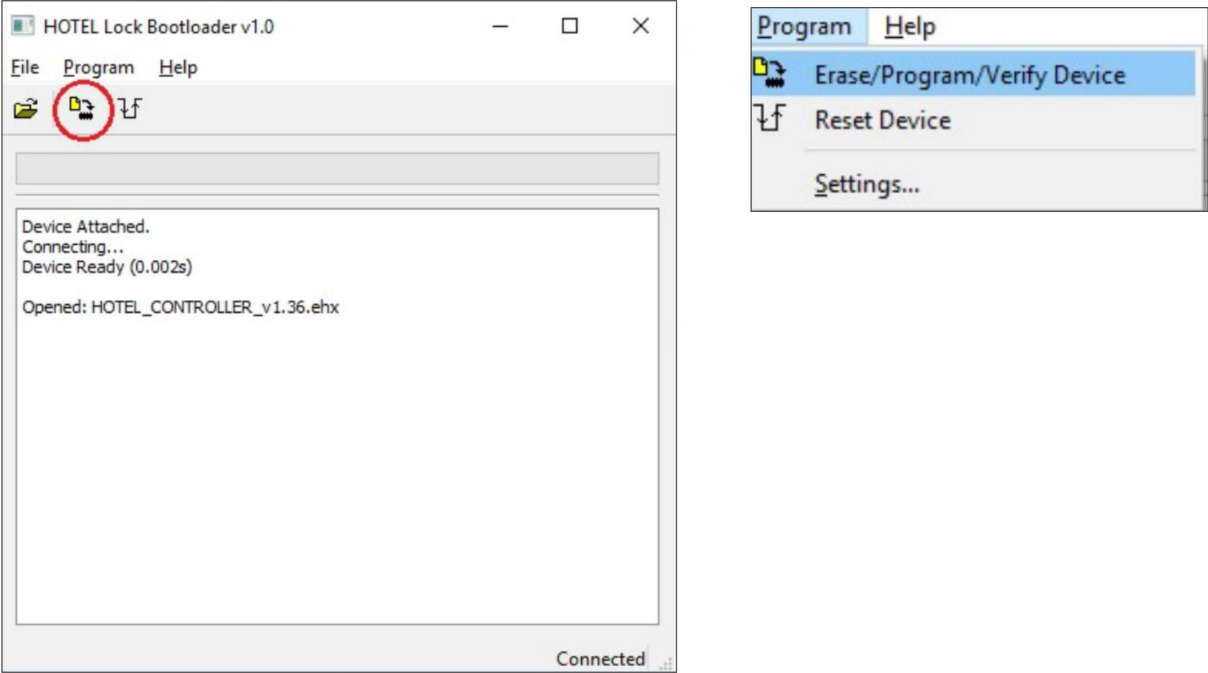 HOTEL Lock Bootloader v1.0
File Program Help
Device Attached.
Connecting...
Device Ready (0.002s)
Opened: HOTEL_CONTROLLER_v1.36.ehx
Connected
Program Help
Erase/Program/Verify Device
Reset Device
Settings...